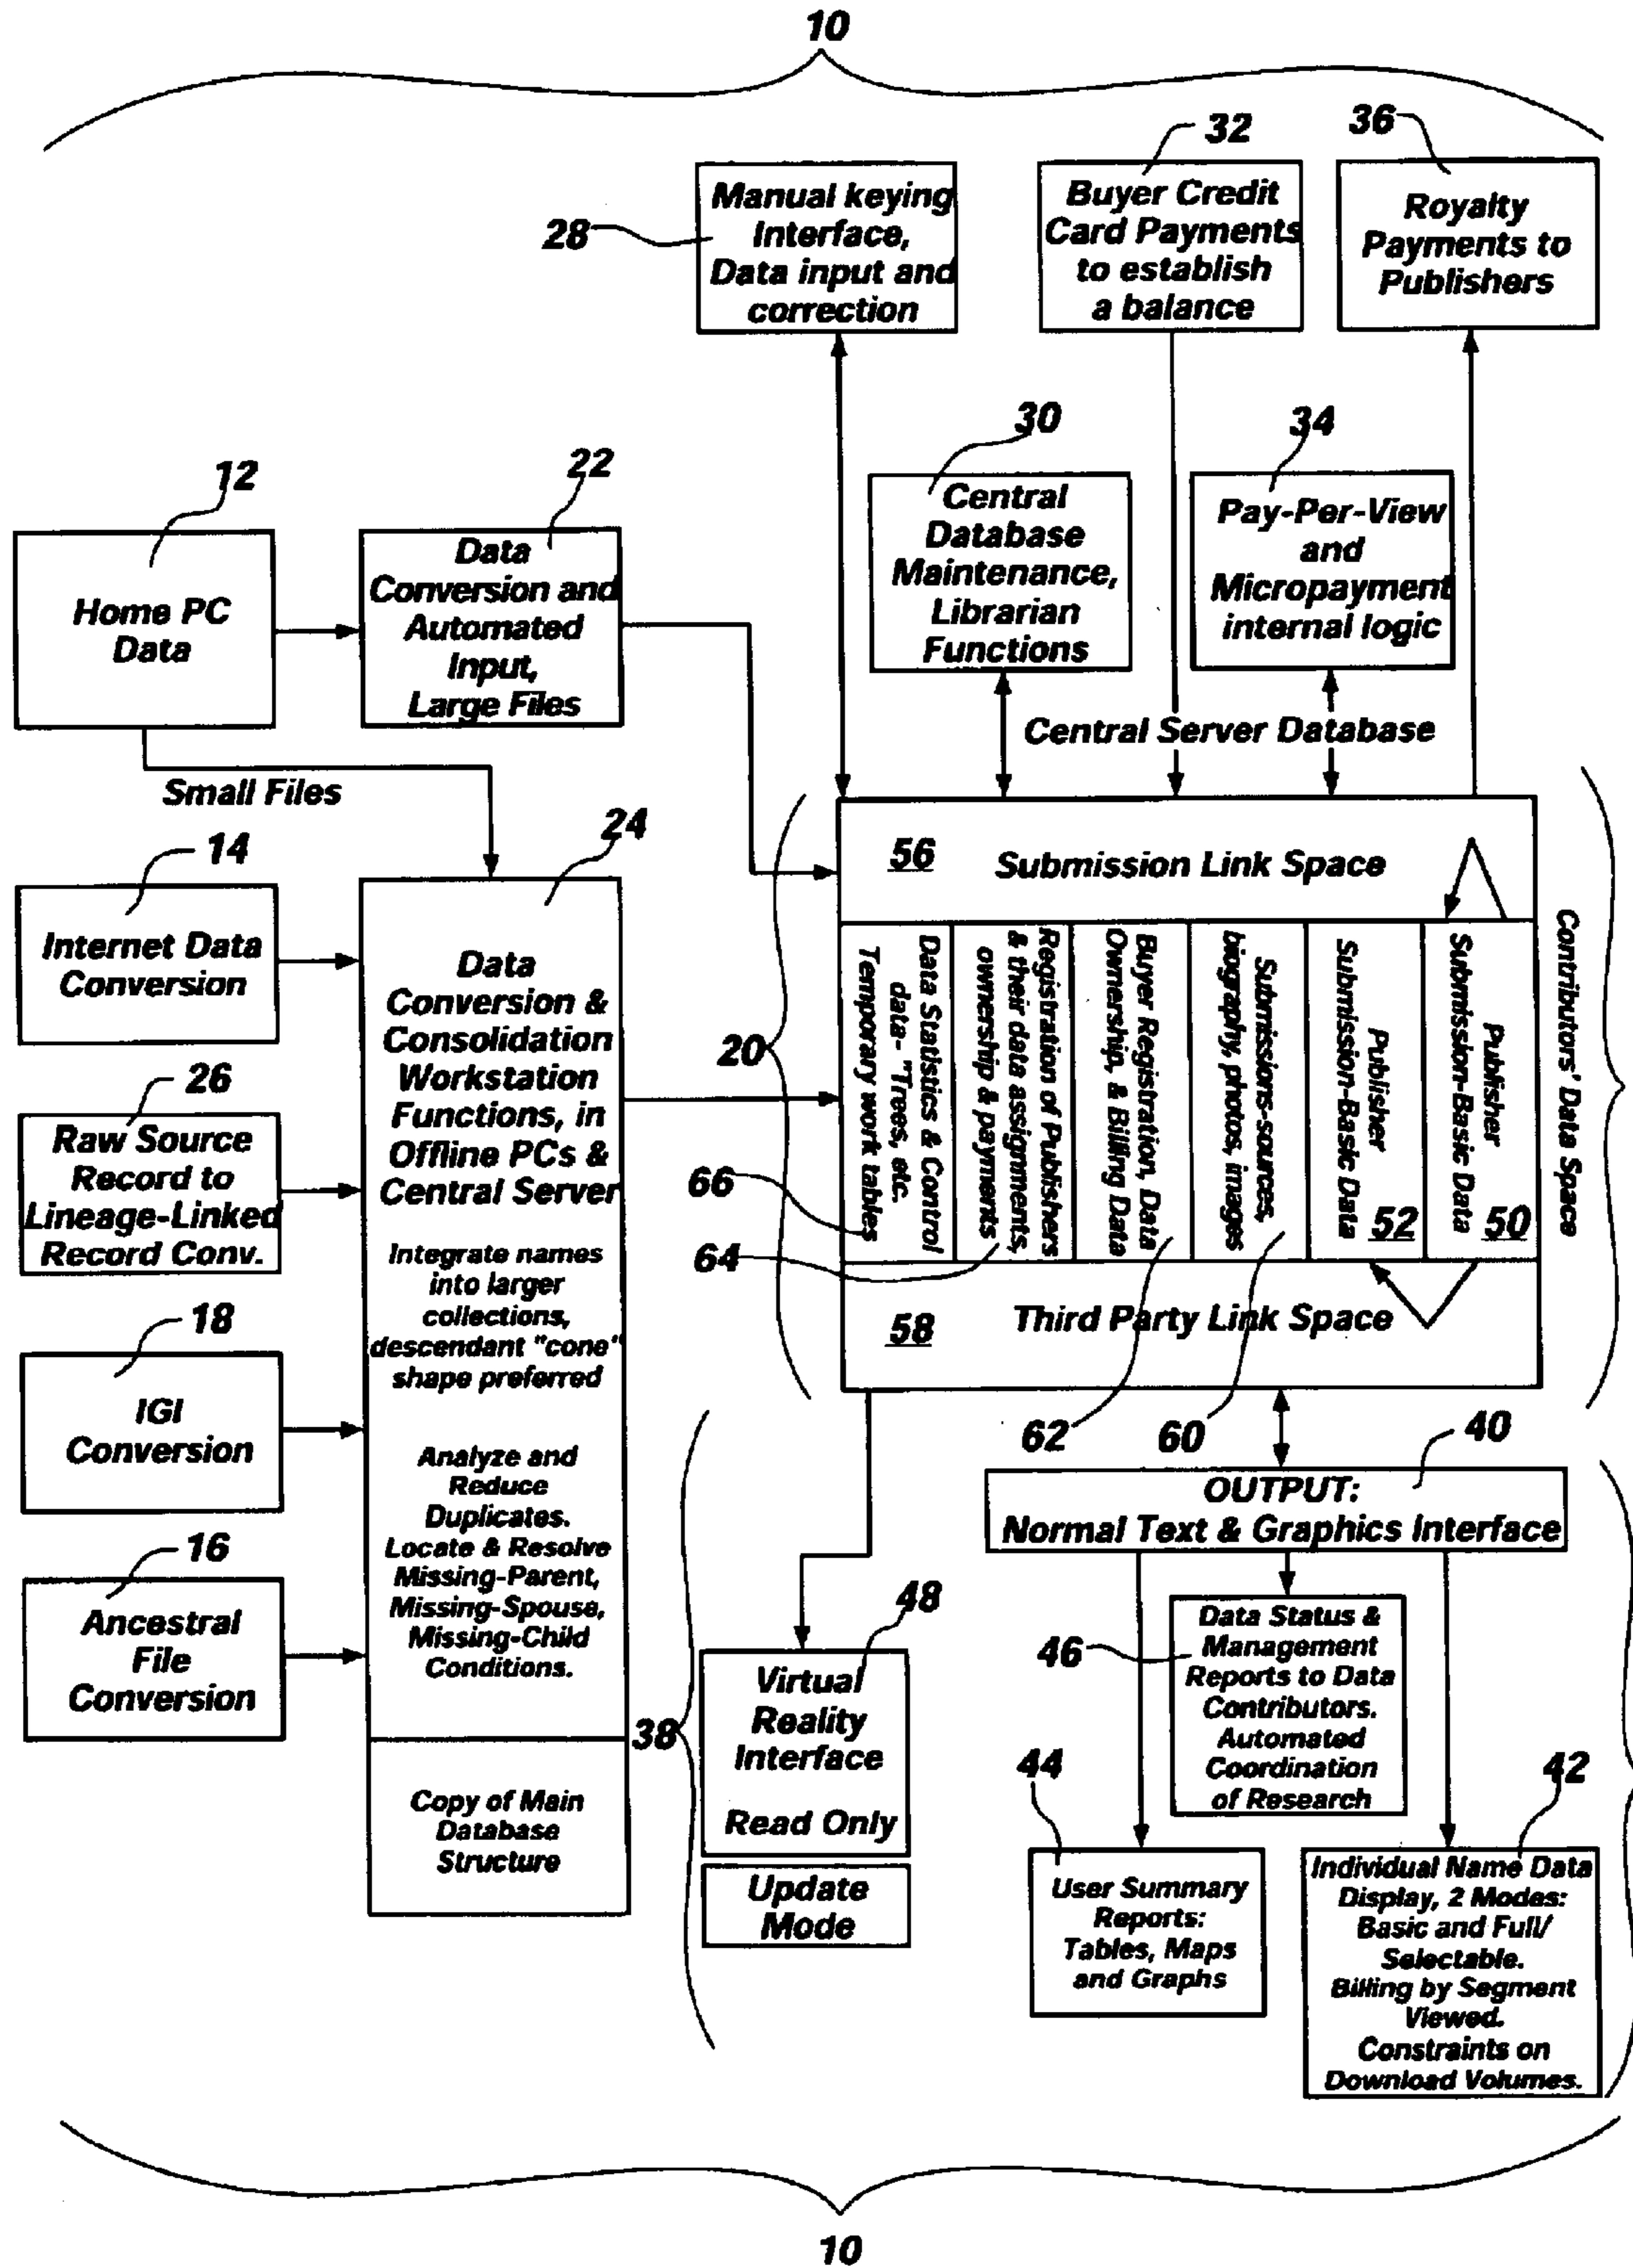 10
32
36
Manual keying
Interface,
Data input and
correction
28
Buyer Credit
Card Payments
to establish
a balance
Royalty
Payments to
Publishers
30
34
12
22
Home PC
Data
Data
Conversion and
Automated
Input,
Large Files
Central
Database
Maintenance,
Librarian
Functions
Pay-Per-View
and
Micropayment
internal logic
Central Server Database
Small Files
24
14
Internet Data
Conversion
26
Raw Source
Record to
Lineage-Linked
Record Conv.
18
IGI
Conversion
16
Ancestral
File
Conversion
Data
Conversion &
Consolidation
Workstation
Functions, in
Offline PCs &
Central Server
Integrate names
into larger
collections,
descendant "cone"
shape preferred
Analyze and
Reduce
Duplicates.
Locate & Resolve
Missing-Parent,
Missing-Spouse,
Missing-Child
Conditions.
Copy of Main
Database
Structure
20
56
Submission Link Space
Data Statistics & Control
data- "Trees, etc.
Temporary work tables
Registration of Publishers
& their data assignments,
ownership & payments
Buyer Registration, Data
Ownership, & Billing Data
Submissions-sources,
biography, photos, images
Publisher
Submission-Basic Data
52
Publisher
Submission-Basic Data
50
Contributors' Data Space
66
64
58
Third Party Link Space
62
60
40
OUTPUT:
Normal Text & Graphics Interface
38
48
Virtual
Reality
Interface
Read Only
Update
Mode
46
Data Status &
Management
Reports to Data
Contributors.
Automated
Coordination
of Research
44
User Summary
Reports:
Tables, Maps
and Graphs
42
Individual Name Data
Display, 2 Modes:
Basic and Full/
Selectable.
Billing by Segment
Viewed.
Constraints on
Download Volumes.
10